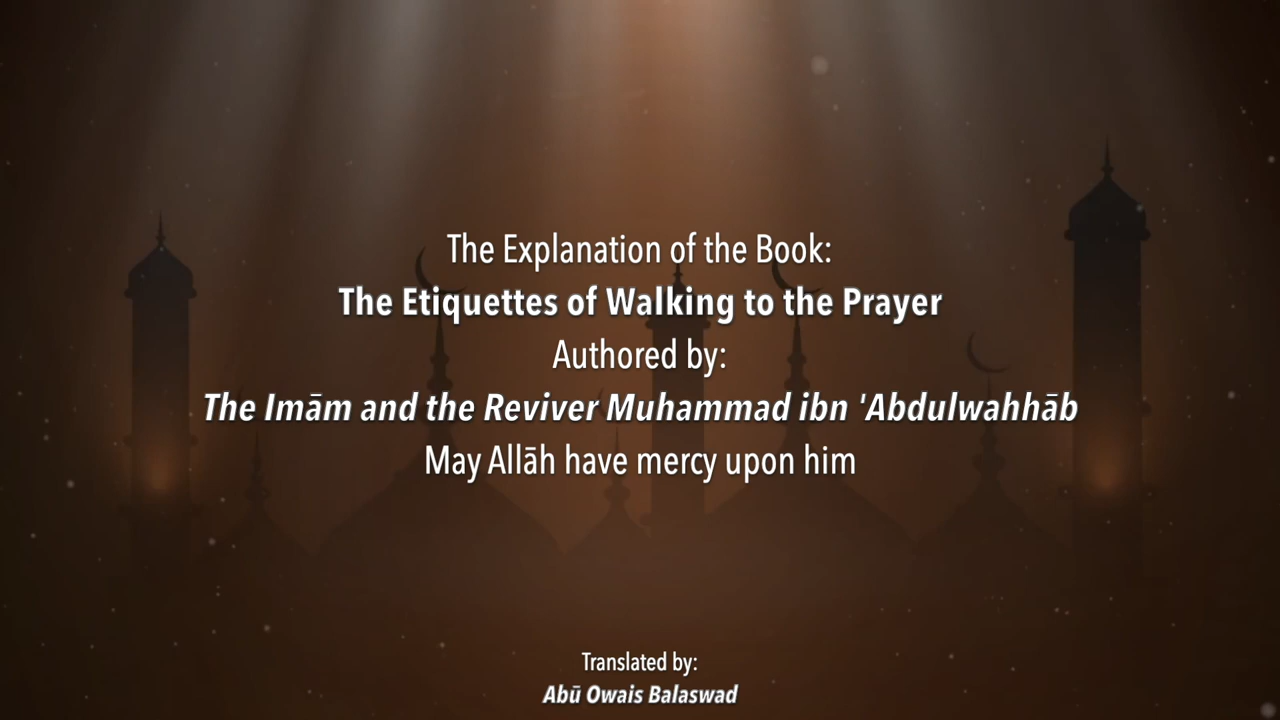 The Explanation of the Book:
The Etiquettes of Walking to the Prayer
Authored by:
The Imām and the Reviver Muhammad ibn 'Abdulwahhāb
May Allāh have mercy upon him
Translated by:
Abū Owais Balaswad